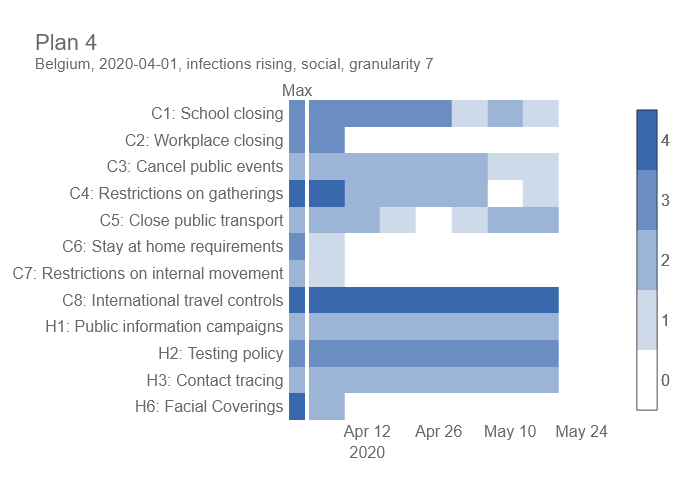 Plan 4
Belgium, 2020-04-01, infections rising, social, granularity 7
Max
C1: School closing
C2: Workplace closing
C3: Cancel public events
C4: Restrictions on gatherings
C5: Close public transport
C6: Stay at home requirements
C7: Restrictions on internal movement
C8: International travel controls
H1: Public information campaigns
H2: Testing policy
H3: Contact tracing
H6: Facial Coverings
Apr 12 Apr 26 May 10 May 24
2020
4
3
2
1
0